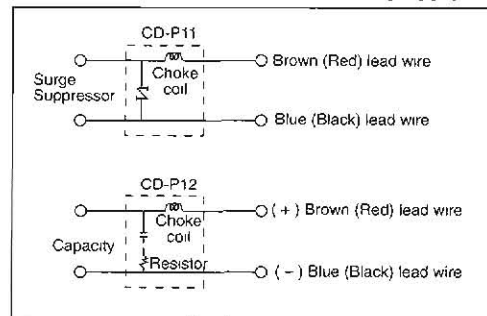 CD-P11
Brown (Red) lead wire
Choke
coil
Surge
Suppressor
Blue (Black) lead wire
CD-P12
(+) Brown (Red) lead wire
Choke
coil
Capacity
Resistor
(−) Blue (Black) lead wire